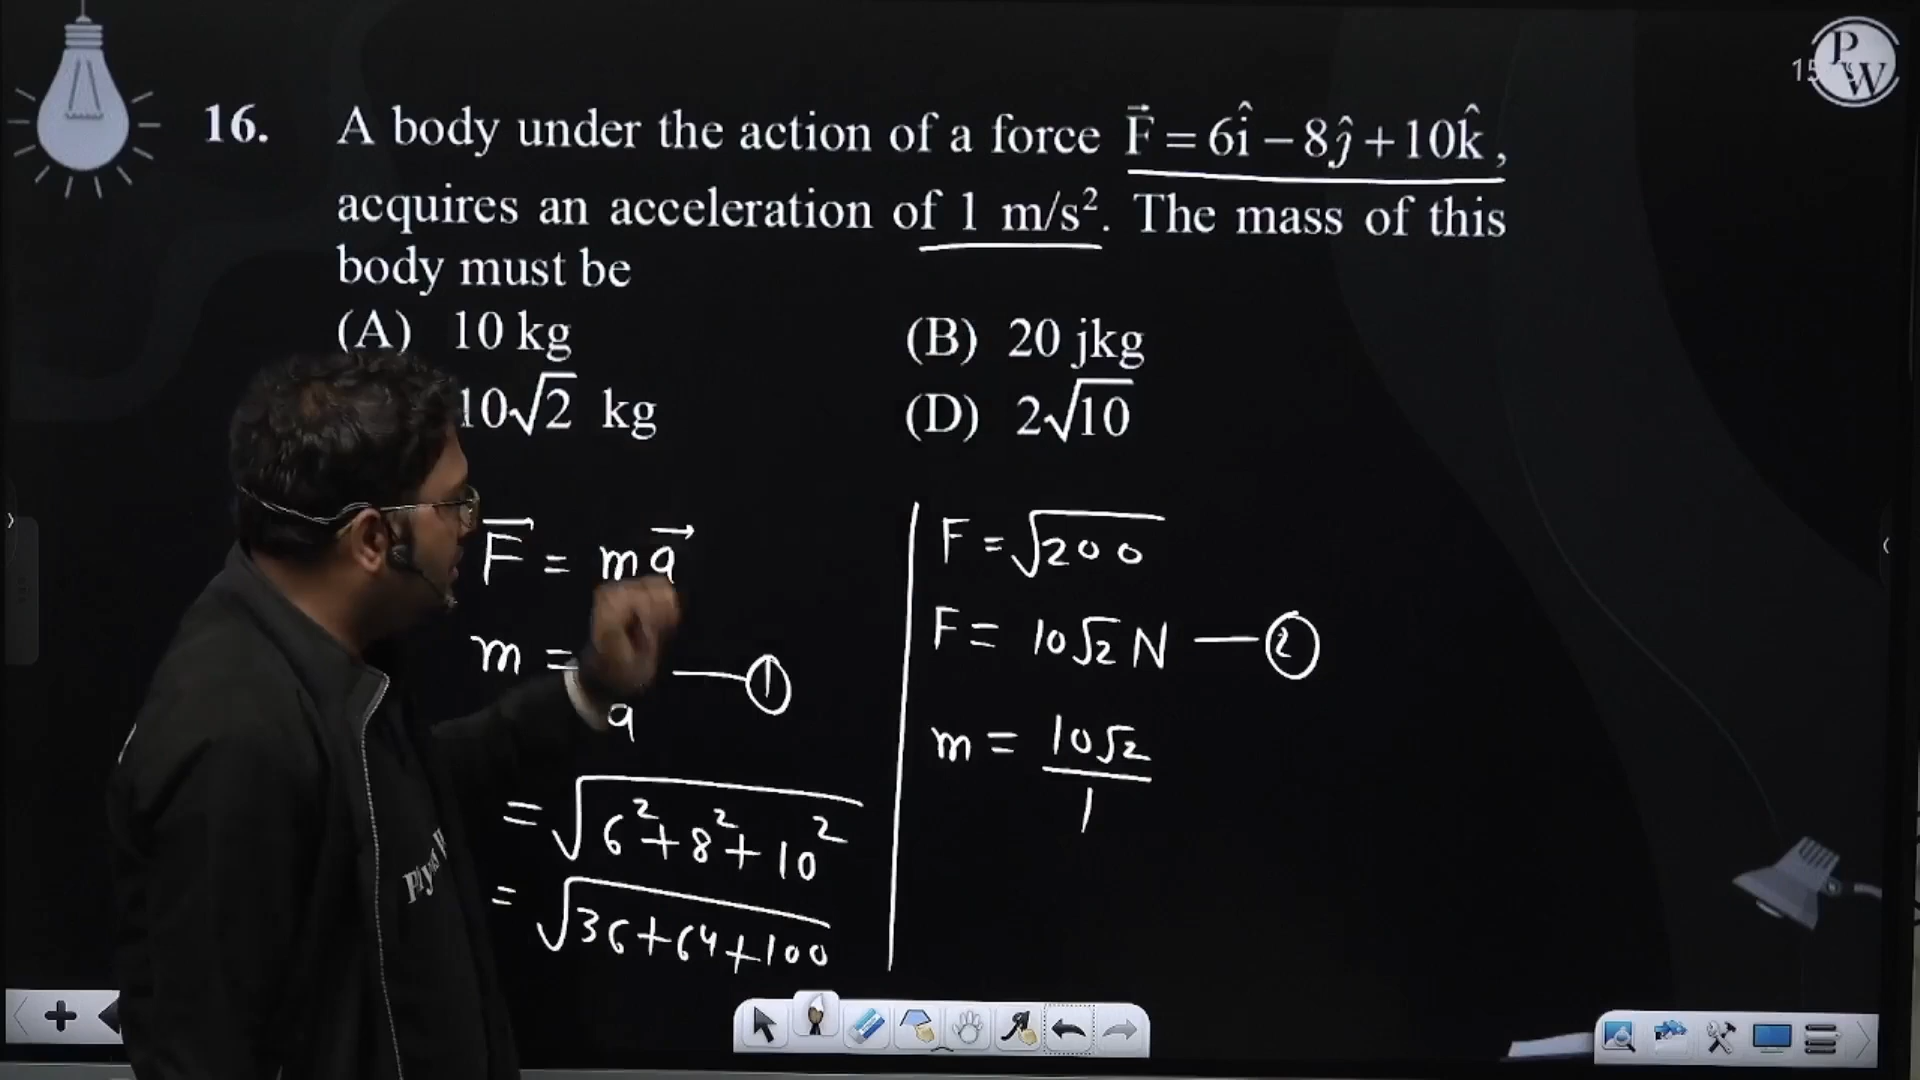 P
W
15
16. A body under the action of a force F⃗ = 6î – 8ĵ + 10k̂,
acquires an acceleration of 1 m/s². The mass of this
body must be
(A) 10 kg (B) 20 jkg
10√2 kg (D) 2√10
F⃗ = ma⃗
m = a — ①
= √6²+8²+10²
= √36+64+100
F = √200
F = 10√2 N — ②
m = 10√2 / 1